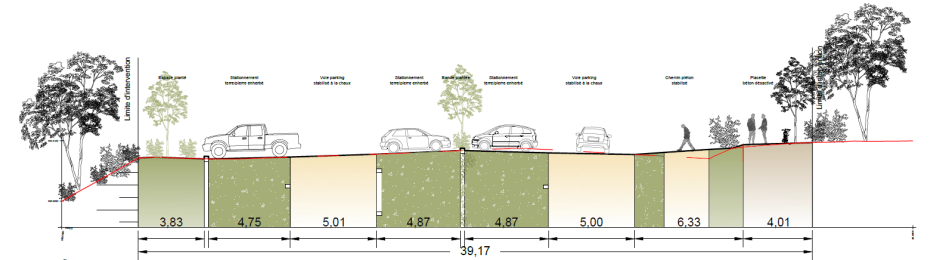 Limite d'intervention
Espace planté
Stationnement
terre/pierre enherbé
Voie parking
stabilisé à la chaux
Stationnement
terre/pierre enherbé
Bande plantée
Stationnement
terre/pierre enherbé
Voie parking
stabilisé à la chaux
Chemin piéton
stabilisé
Placette
béton désactivé
3,83
4,75
5,01
4,87
4,87
5,00
6,33
4,01
39,17